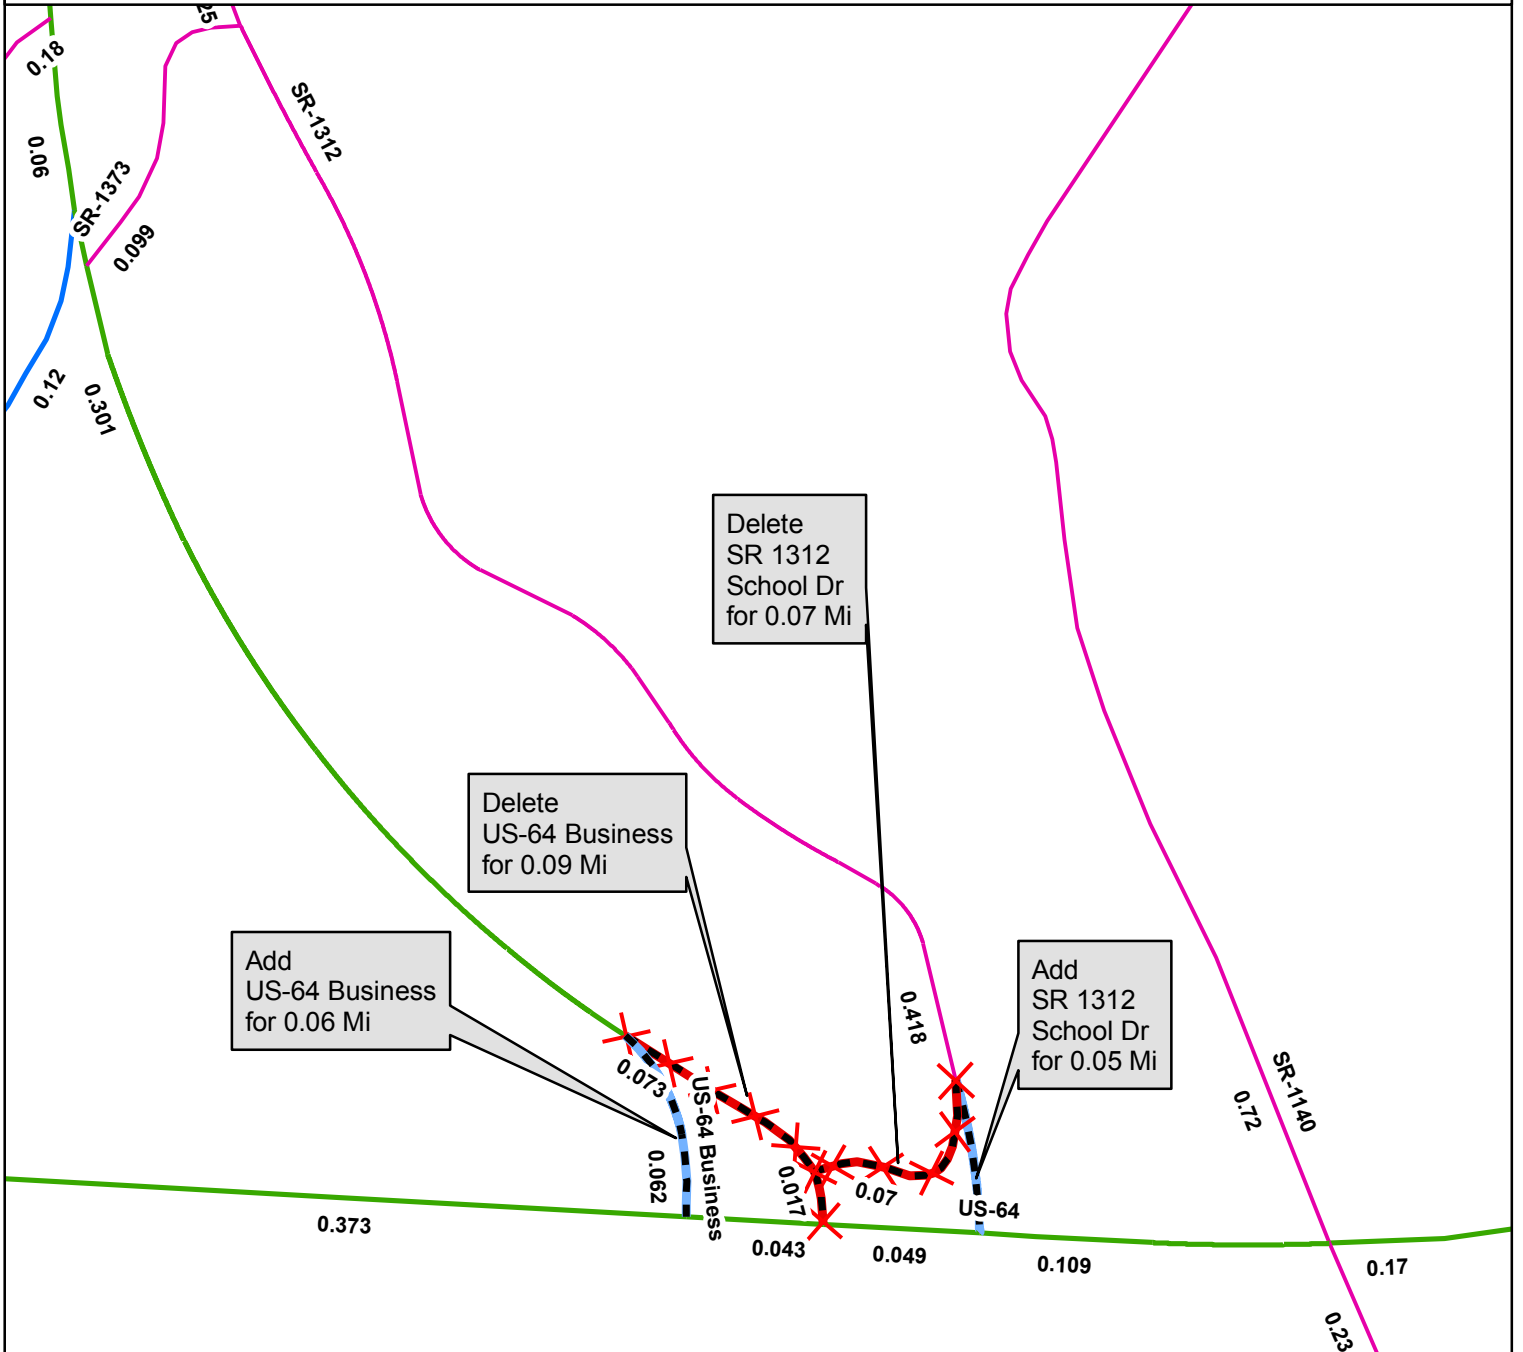 25
0.18
SR-1312
0.06
SR-1373
0.099
0.12
0.301
Delete
SR 1312
School Dr
for 0.07 Mi
Delete
US-64 Business
for 0.09 Mi
Add
US-64 Business
for 0.06 Mi
Add
SR 1312
School Dr
for 0.05 Mi
0.418
0.073
US-64 Business
SR-1140
0.72
0.062
0.017
0.07
US-64
0.373
0.043
0.049
0.109
0.17
0.23